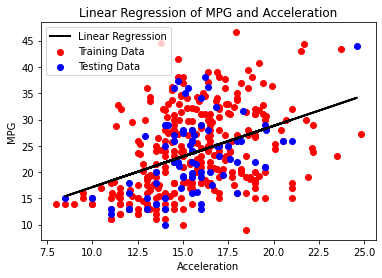 Linear Regression of MPG and Acceleration
Linear Regression
Training Data
Testing Data
MPG
45
40
35
30
25
20
15
10
7.5 10.0 12.5 15.0 17.5 20.0 22.5 25.0
Acceleration